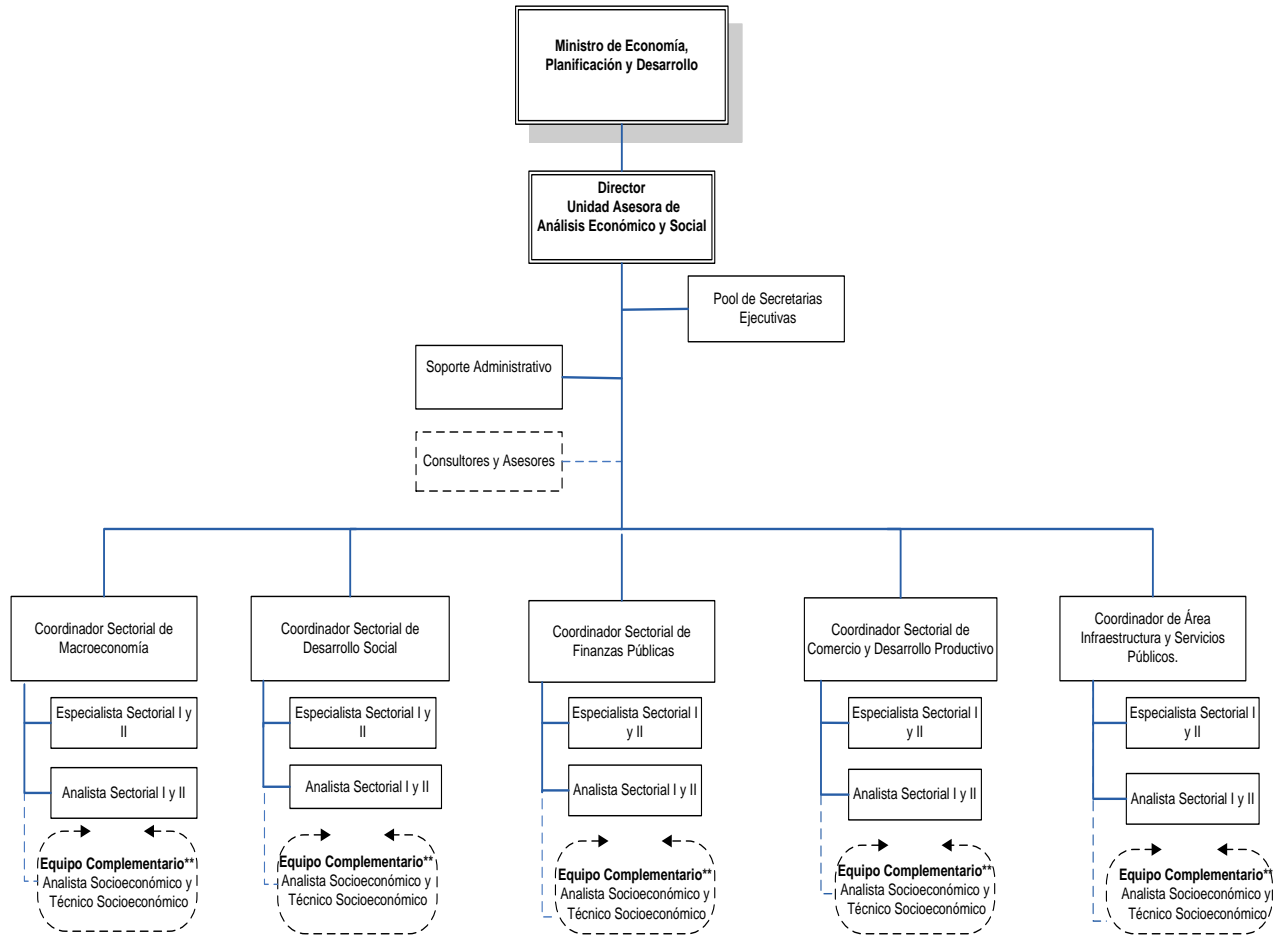 Ministro de Economía,
Planificación y Desarrollo
Director
Unidad Asesora de
Análisis Económico y Social
Pool de Secretarias
Ejecutivas
Soporte Administrativo
Consultores y Asesores
Coordinador Sectorial de
Macroeconomía
Especialista Sectorial I y
II
Analista Sectorial I y II
Equipo Complementario**
Analista Socioeconómico y
Técnico Socioeconómico
Coordinador Sectorial de
Desarrollo Social
Especialista Sectorial I y
II
Analista Sectorial I y II
Equipo Complementario**
Analista Socioeconómico y
Técnico Socioeconómico
Coordinador Sectorial de
Finanzas Públicas
Especialista Sectorial I
y II
Analista Sectorial I y II
Equipo Complementario**
Analista Socioeconómico y
Técnico Socioeconómico
Coordinador Sectorial de
Comercio y Desarrollo Productivo
Especialista Sectorial I
y II
Analista Sectorial I y II
Equipo Complementario**
Analista Socioeconómico y
Técnico Socioeconómico
Coordinador de Área
Infraestructura y Servicios
Públicos.
Especialista Sectorial I
y II
Analista Sectorial I y II
Equipo Complementario**
Analista Socioeconómico y
Técnico Socioeconómico